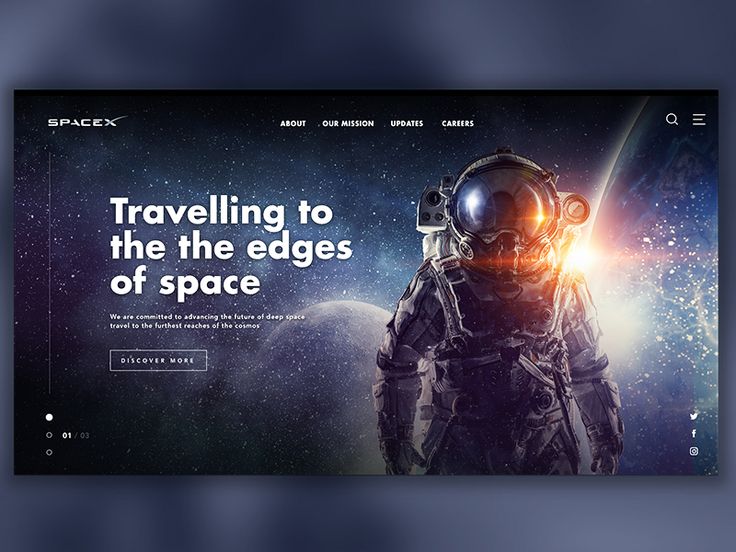 SPACEX
ABOUT OUR MISSION UPDATES CAREERS
Travelling to
the the edges
of space
We are committed to advancing the future of deep space
travel to the furthest reaches of the cosmos
DISCOVER MORE
01 / 03